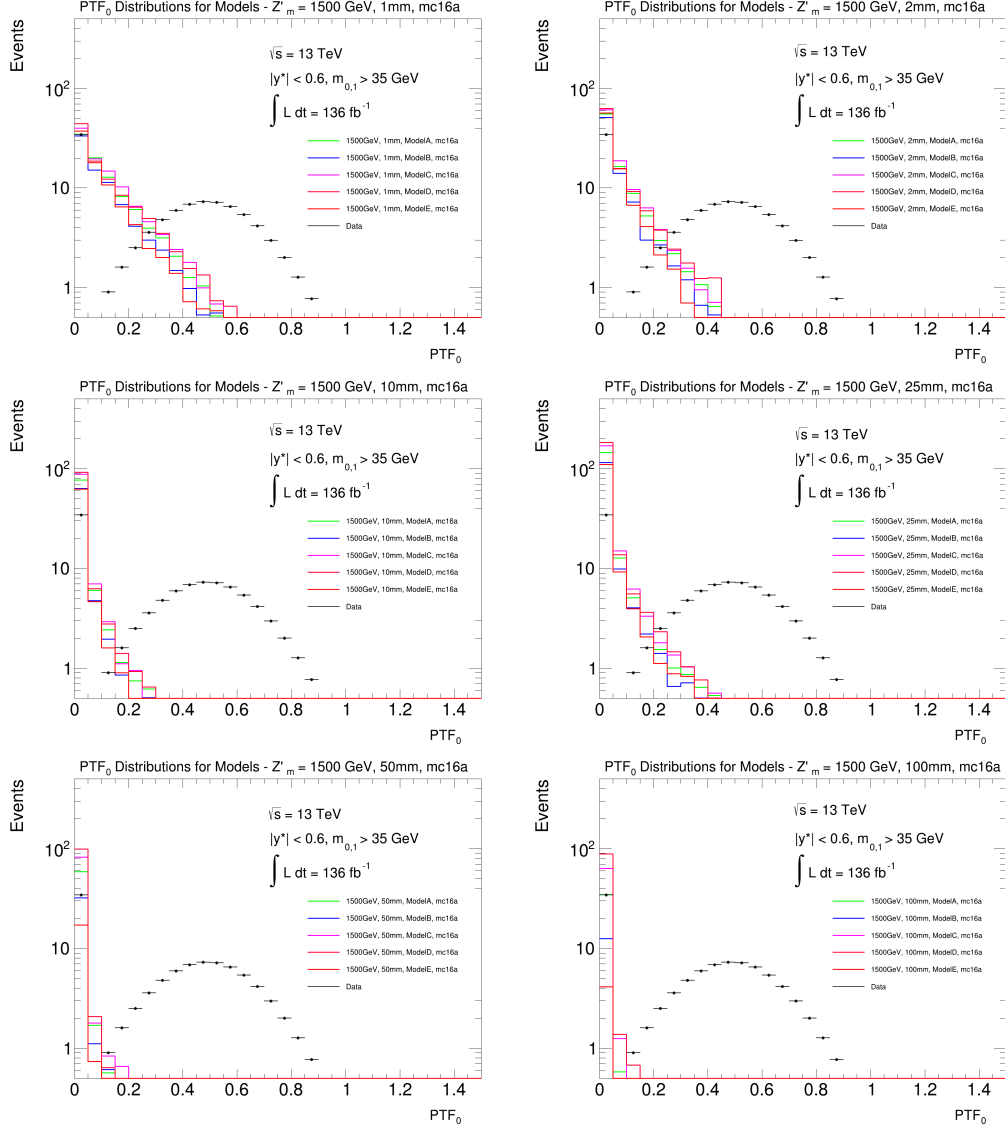 PTF₀ Distributions for Models - Z'ₘ = 1500 GeV, 1mm, mc16a
Events
√s = 13 TeV
|y*| < 0.6, m₀,₁ > 35 GeV
∫ L dt = 136 fb⁻¹
1500GeV, 1mm, ModelA, mc16a
1500GeV, 1mm, ModelB, mc16a
1500GeV, 1mm, ModelC, mc16a
1500GeV, 1mm, ModelD, mc16a
1500GeV, 1mm, ModelE, mc16a
Data
10²
10
1
0 0.2 0.4 0.6 0.8 1 1.2 1.4
PTF₀
PTF₀ Distributions for Models - Z'ₘ = 1500 GeV, 2mm, mc16a
Events
√s = 13 TeV
|y*| < 0.6, m₀,₁ > 35 GeV
∫ L dt = 136 fb⁻¹
1500GeV, 2mm, ModelA, mc16a
1500GeV, 2mm, ModelB, mc16a
1500GeV, 2mm, ModelC, mc16a
1500GeV, 2mm, ModelD, mc16a
1500GeV, 2mm, ModelE, mc16a
Data
10²
10
1
0 0.2 0.4 0.6 0.8 1 1.2 1.4
PTF₀
PTF₀ Distributions for Models - Z'ₘ = 1500 GeV, 10mm, mc16a
Events
√s = 13 TeV
|y*| < 0.6, m₀,₁ > 35 GeV
∫ L dt = 136 fb⁻¹
1500GeV, 10mm, ModelA, mc16a
1500GeV, 10mm, ModelB, mc16a
1500GeV, 10mm, ModelC, mc16a
1500GeV, 10mm, ModelD, mc16a
1500GeV, 10mm, ModelE, mc16a
Data
10²
10
1
0 0.2 0.4 0.6 0.8 1 1.2 1.4
PTF₀
PTF₀ Distributions for Models - Z'ₘ = 1500 GeV, 25mm, mc16a
Events
√s = 13 TeV
|y*| < 0.6, m₀,₁ > 35 GeV
∫ L dt = 136 fb⁻¹
1500GeV, 25mm, ModelA, mc16a
1500GeV, 25mm, ModelB, mc16a
1500GeV, 25mm, ModelC, mc16a
1500GeV, 25mm, ModelD, mc16a
1500GeV, 25mm, ModelE, mc16a
Data
10²
10
1
0 0.2 0.4 0.6 0.8 1 1.2 1.4
PTF₀
PTF₀ Distributions for Models - Z'ₘ = 1500 GeV, 50mm, mc16a
Events
√s = 13 TeV
|y*| < 0.6, m₀,₁ > 35 GeV
∫ L dt = 136 fb⁻¹
1500GeV, 50mm, ModelA, mc16a
1500GeV, 50mm, ModelB, mc16a
1500GeV, 50mm, ModelC, mc16a
1500GeV, 50mm, ModelD, mc16a
1500GeV, 50mm, ModelE, mc16a
Data
10²
10
1
0 0.2 0.4 0.6 0.8 1 1.2 1.4
PTF₀
PTF₀ Distributions for Models - Z'ₘ = 1500 GeV, 100mm, mc16a
Events
√s = 13 TeV
|y*| < 0.6, m₀,₁ > 35 GeV
∫ L dt = 136 fb⁻¹
1500GeV, 100mm, ModelA, mc16a
1500GeV, 100mm, ModelB, mc16a
1500GeV, 100mm, ModelC, mc16a
1500GeV, 100mm, ModelD, mc16a
1500GeV, 100mm, ModelE, mc16a
Data
10²
10
1
0 0.2 0.4 0.6 0.8 1 1.2 1.4
PTF₀